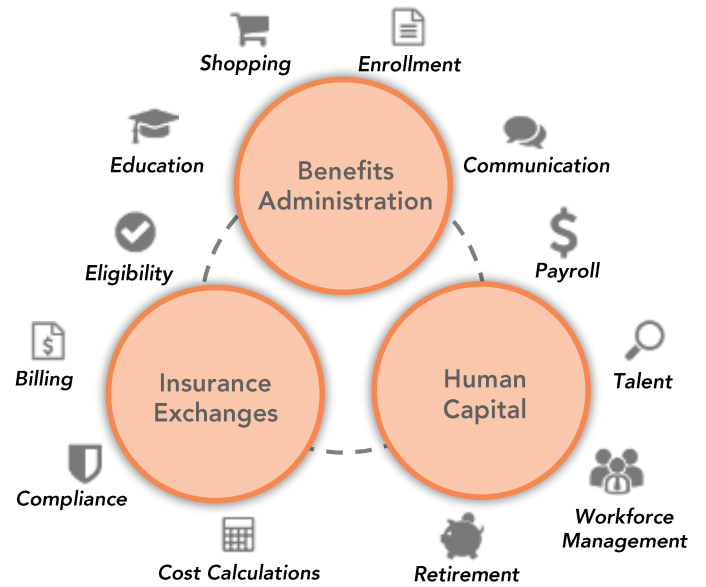 Shopping
Enrollment
Education
Communication
Benefits
Administration
Eligibility
Payroll
Billing
Insurance
Exchanges
Human
Capital
Talent
Compliance
Workforce
Management
Cost Calculations
Retirement
$
$